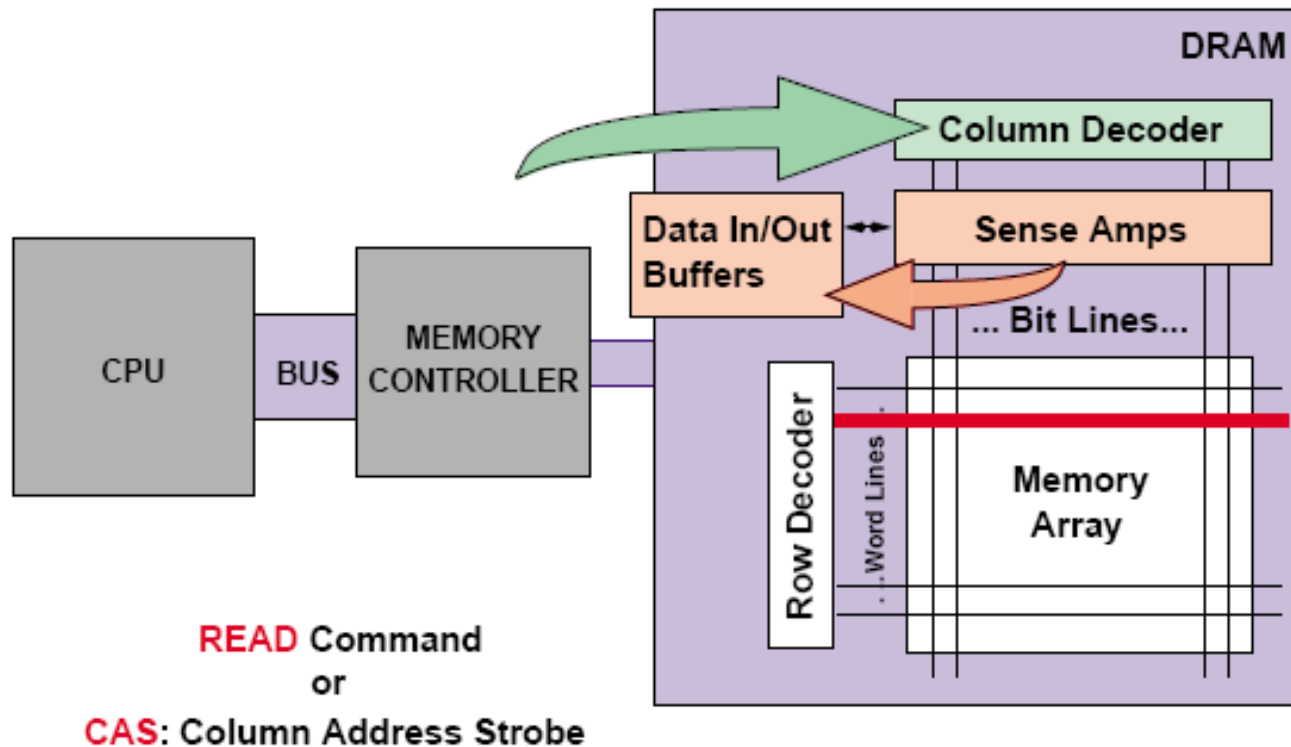 DRAM
Column Decoder
Data In/Out
Buffers
Sense Amps
... Bit Lines...
CPU
BUS
MEMORY
CONTROLLER
Row Decoder
. ...Word Lines ...
Memory
Array
READ Command
or
CAS: Column Address Strobe